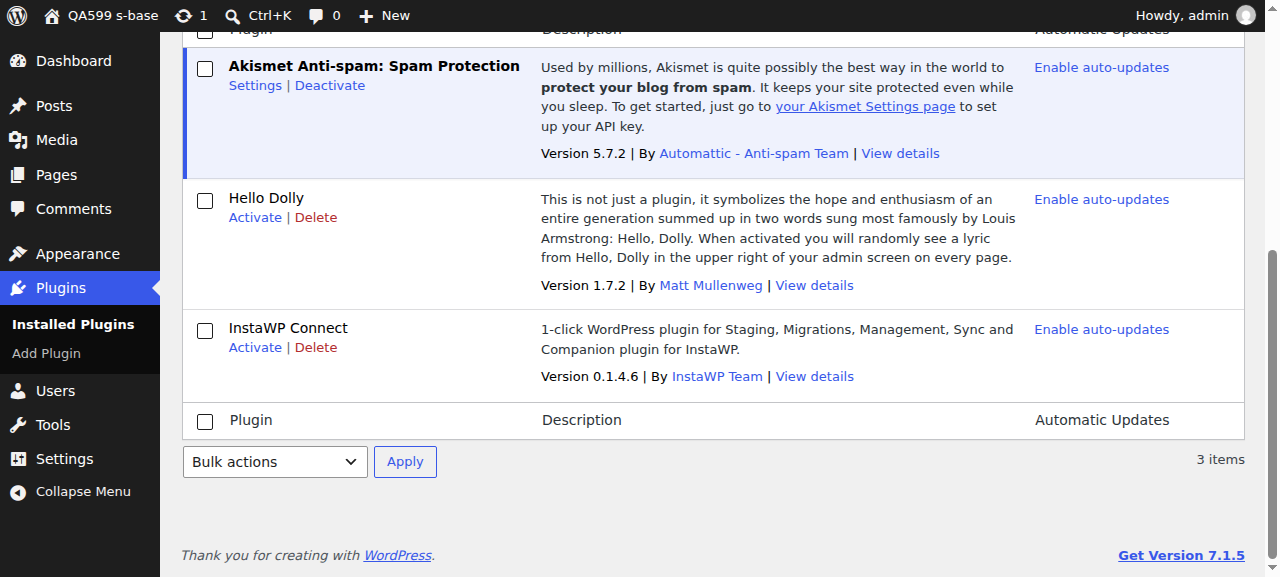 QA599 s-base 1 Ctrl+K 0 New Howdy, admin
Plugin Description Automatic Updates
Dashboard
Posts
Media
Pages
Comments
Appearance
Plugins
Installed Plugins
Add Plugin
Users
Tools
Settings
Collapse Menu
Akismet Anti-spam: Spam Protection
Settings | Deactivate
Used by millions, Akismet is quite possibly the best way in the world to
protect your blog from spam. It keeps your site protected even while
you sleep. To get started, just go to your Akismet Settings page to set
up your API key.
Version 5.7.2 | By Automattic - Anti-spam Team | View details
Enable auto-updates
Hello Dolly
Activate | Delete
This is not just a plugin, it symbolizes the hope and enthusiasm of an
entire generation summed up in two words sung most famously by Louis
Armstrong: Hello, Dolly. When activated you will randomly see a lyric
from Hello, Dolly in the upper right of your admin screen on every page.
Version 1.7.2 | By Matt Mullenweg | View details
Enable auto-updates
InstaWP Connect
Activate | Delete
1-click WordPress plugin for Staging, Migrations, Management, Sync and
Companion plugin for InstaWP.
Version 0.1.4.6 | By InstaWP Team | View details
Enable auto-updates
Plugin Description Automatic Updates
Bulk actions Apply 3 items
Thank you for creating with WordPress. Get Version 7.1.5